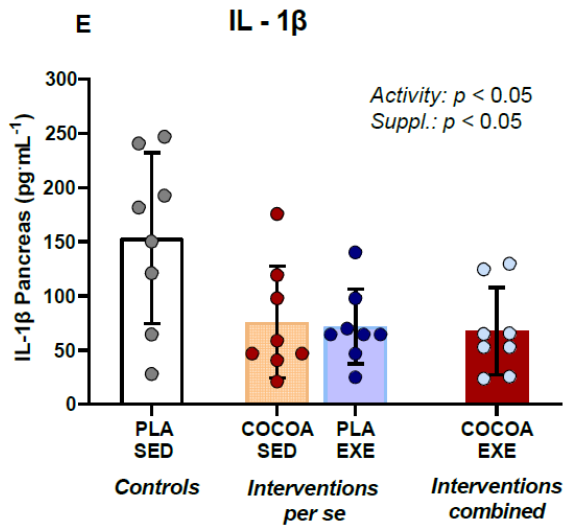 E
IL - 1β
Activity: p < 0.05
Suppl.: p < 0.05
IL-1β Pancreas (pg·mL⁻¹)
300
250
200
150
100
50
0
PLA
SED
COCOA
SED
PLA
EXE
COCOA
EXE
Controls
Interventions
per se
Interventions
combined